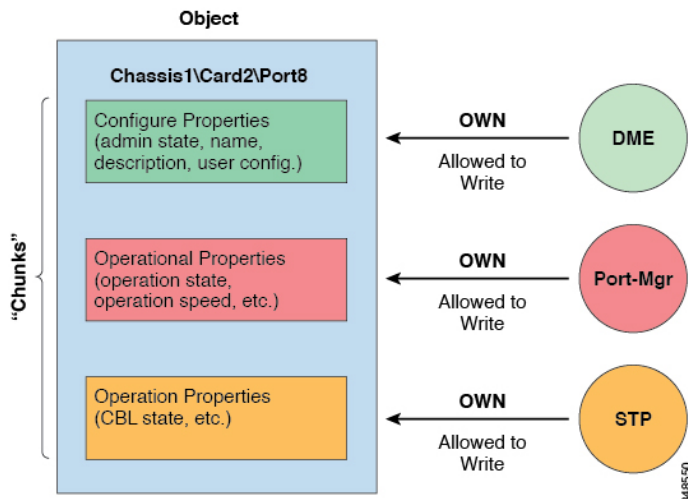 Object
Chassis1\Card2\Port8
"Chunks"
Configure Properties
(admin state, name,
description, user config.)
OWN
Allowed to
Write
DME
Operational Properties
(operation state,
operation speed, etc.)
OWN
Allowed to
Write
Port-Mgr
Operation Properties
(CBL state, etc.)
OWN
Allowed to
Write
STP